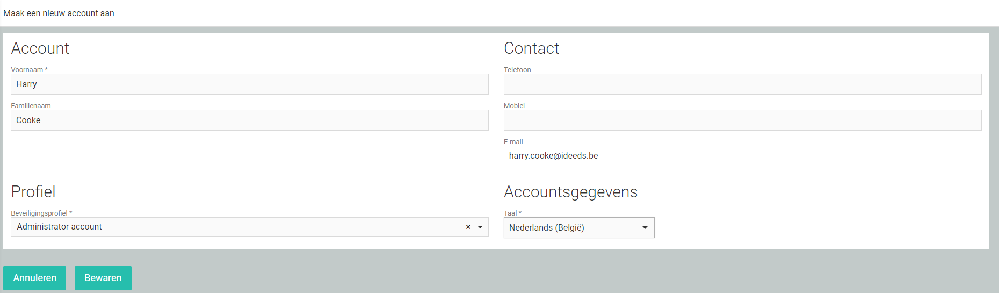 Maak een nieuw account aan
Account
Voornaam *
Harry
Familienaam
Cooke
Contact
Telefoon
Mobiel
E-mail
harry.cooke@ideeds.be
Profiel
Beveiligingsprofiel *
Administrator account
Accountsgegevens
Taal *
Nederlands (België)
Annuleren
Bewaren